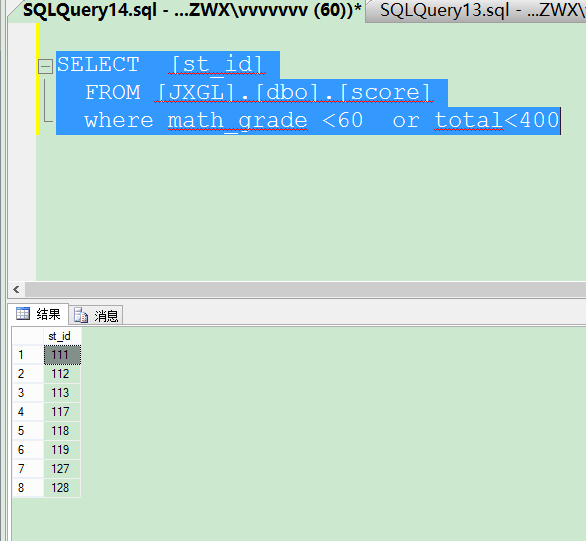 SQLQuery14.sql - ...ZWX\vvvvvvv (60))* SQLQuery13.sql - ...ZWX\
SELECT [st_id]
FROM [JXGL].[dbo].[score]
where math_grade <60 or total<400
结果 消息
st_id
1 111
2 112
3 113
4 117
5 118
6 119
7 127
8 128